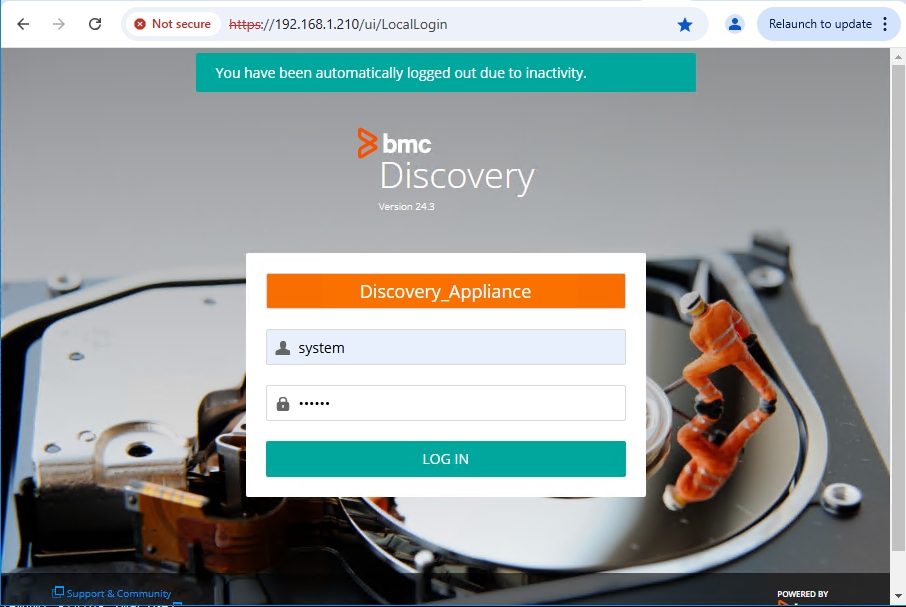 Not secure
https://192.168.1.210/ui/LocalLogin
Relaunch to update
You have been automatically logged out due to inactivity.
bmc
Discovery
Version 24.3
Discovery_Appliance
system
••••••
LOG IN
Support & Community
POWERED BY